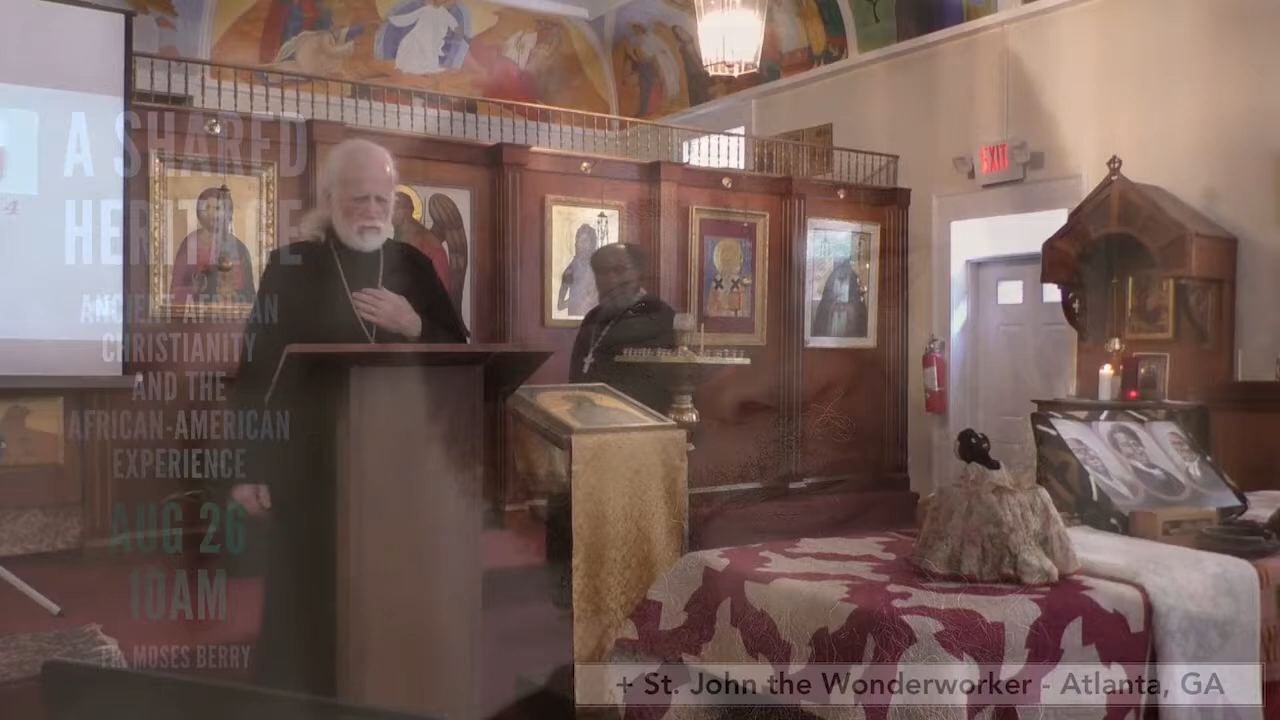 A SHARED
HERITAGE
ANCIENT AFRICAN
CHRISTIANITY
AND THE
AFRICAN-AMERICAN
EXPERIENCE
AUG 26
10AM
FR. MOSES BERRY
EXIT
+ St. John the Wonderworker - Atlanta, GA